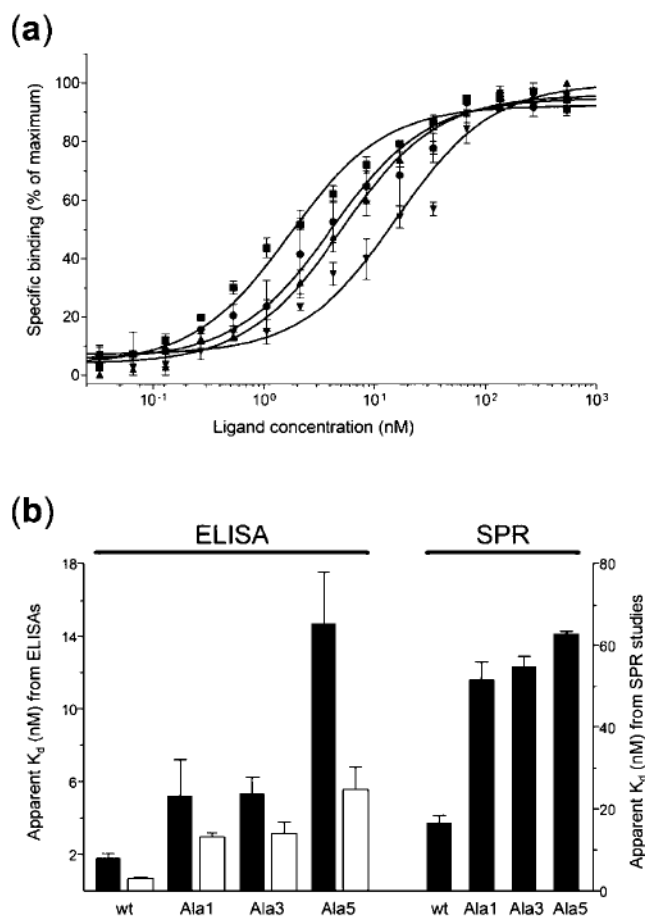 (a)
Specific binding (% of maximum)
100
80
60
40
20
0
10⁻¹ 10⁰ 10¹ 10² 10³
Ligand concentration (nM)
(b)
ELISA SPR
Apparent Kd (nM) from ELISAs
18
14
10
6
2
80
60
40
20
0
Apparent Kd (nM) from SPR studies
wt Ala1 Ala3 Ala5 wt Ala1 Ala3 Ala5